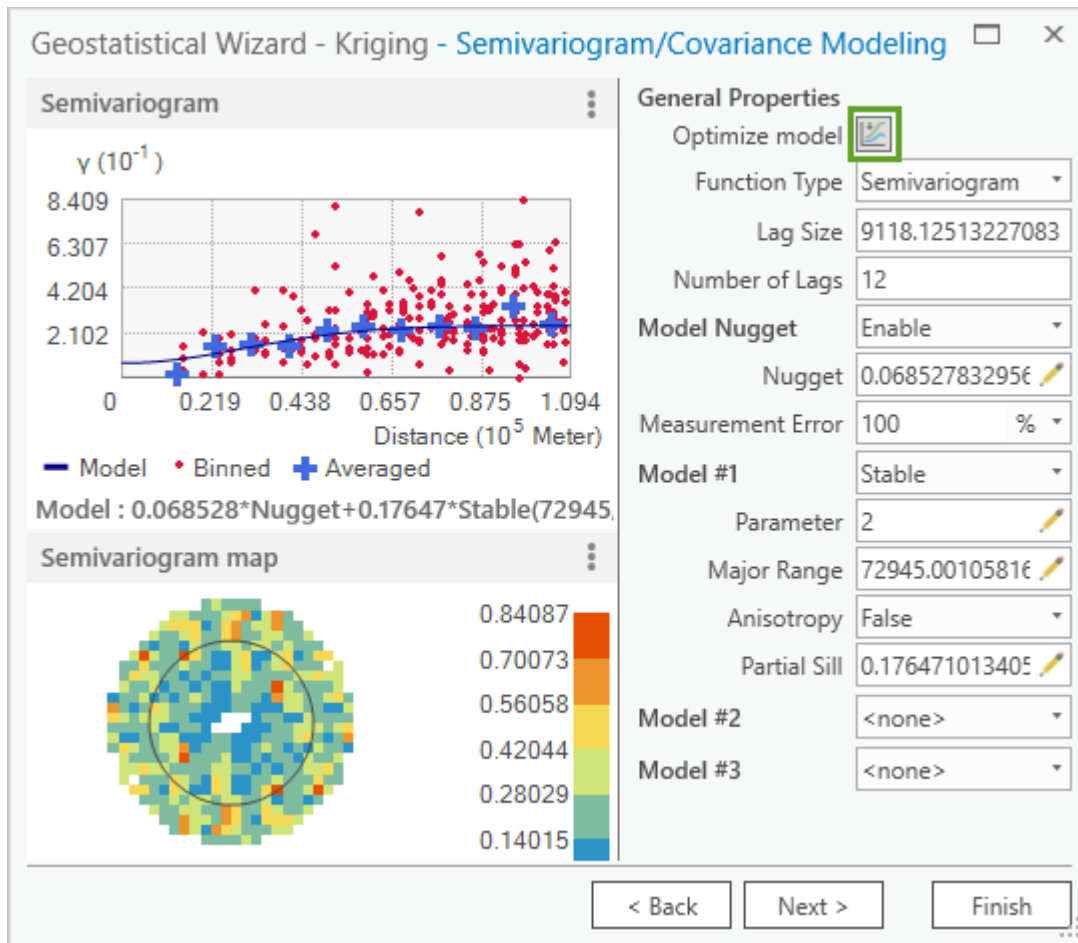 Geostatistical Wizard - Kriging - Semivariogram/Covariance Modeling
Semivariogram
γ (10-1 )
8.409
6.307
4.204
2.102
0 0.219 0.438 0.657 0.875 1.094
Distance (105 Meter)
Model Binned Averaged
Model : 0.068528*Nugget+0.17647*Stable(72945,
Semivariogram map
0.84087
0.70073
0.56058
0.42044
0.28029
0.14015
General Properties
Optimize model
Function Type Semivariogram
Lag Size 9118.12513227083
Number of Lags 12
Model Nugget Enable
Nugget 0.068527832956
Measurement Error 100 %
Model #1 Stable
Parameter 2
Major Range 72945.00105816
Anisotropy False
Partial Sill 0.176471013405
Model #2 <none>
Model #3 <none>
< Back Next > Finish